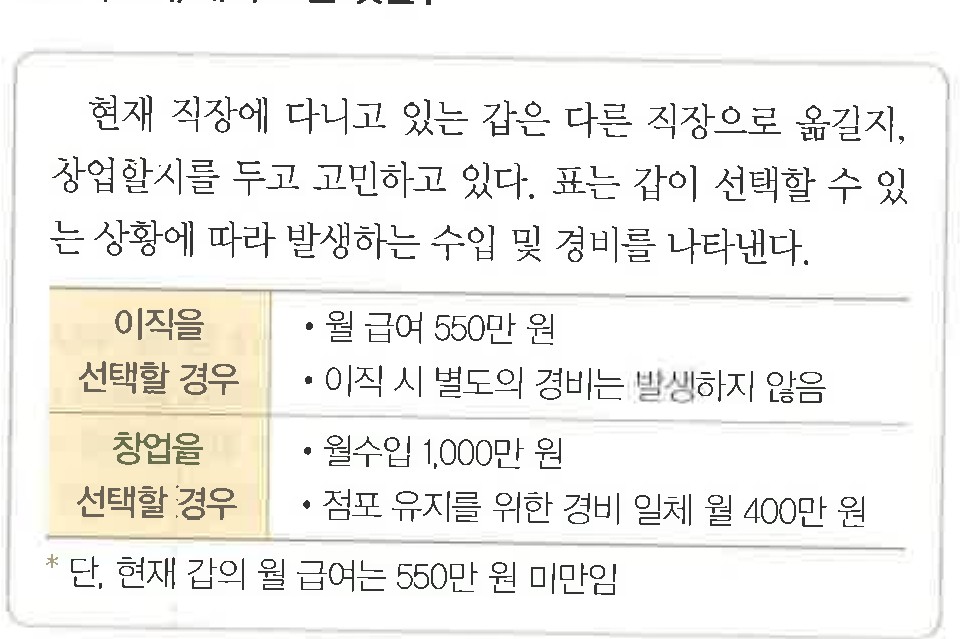 현재 직장에 다니고 있는 갑은 다른 직장으로 옮길지,
창업할지를 두고 고민하고 있다. 표는 갑이 선택할 수 있
는 상황에 따라 발생하는 수입 및 경비를 나타낸다.
이직을
선택할 경우
• 월 급여 550만 원
• 이직 시 별도의 경비는 발생하지 않음
창업을
선택할 경우
• 월수입 1,000만 원
• 점포 유지를 위한 경비 일체 월 400만 원
* 단, 현재 갑의 월 급여는 550만 원 미만임